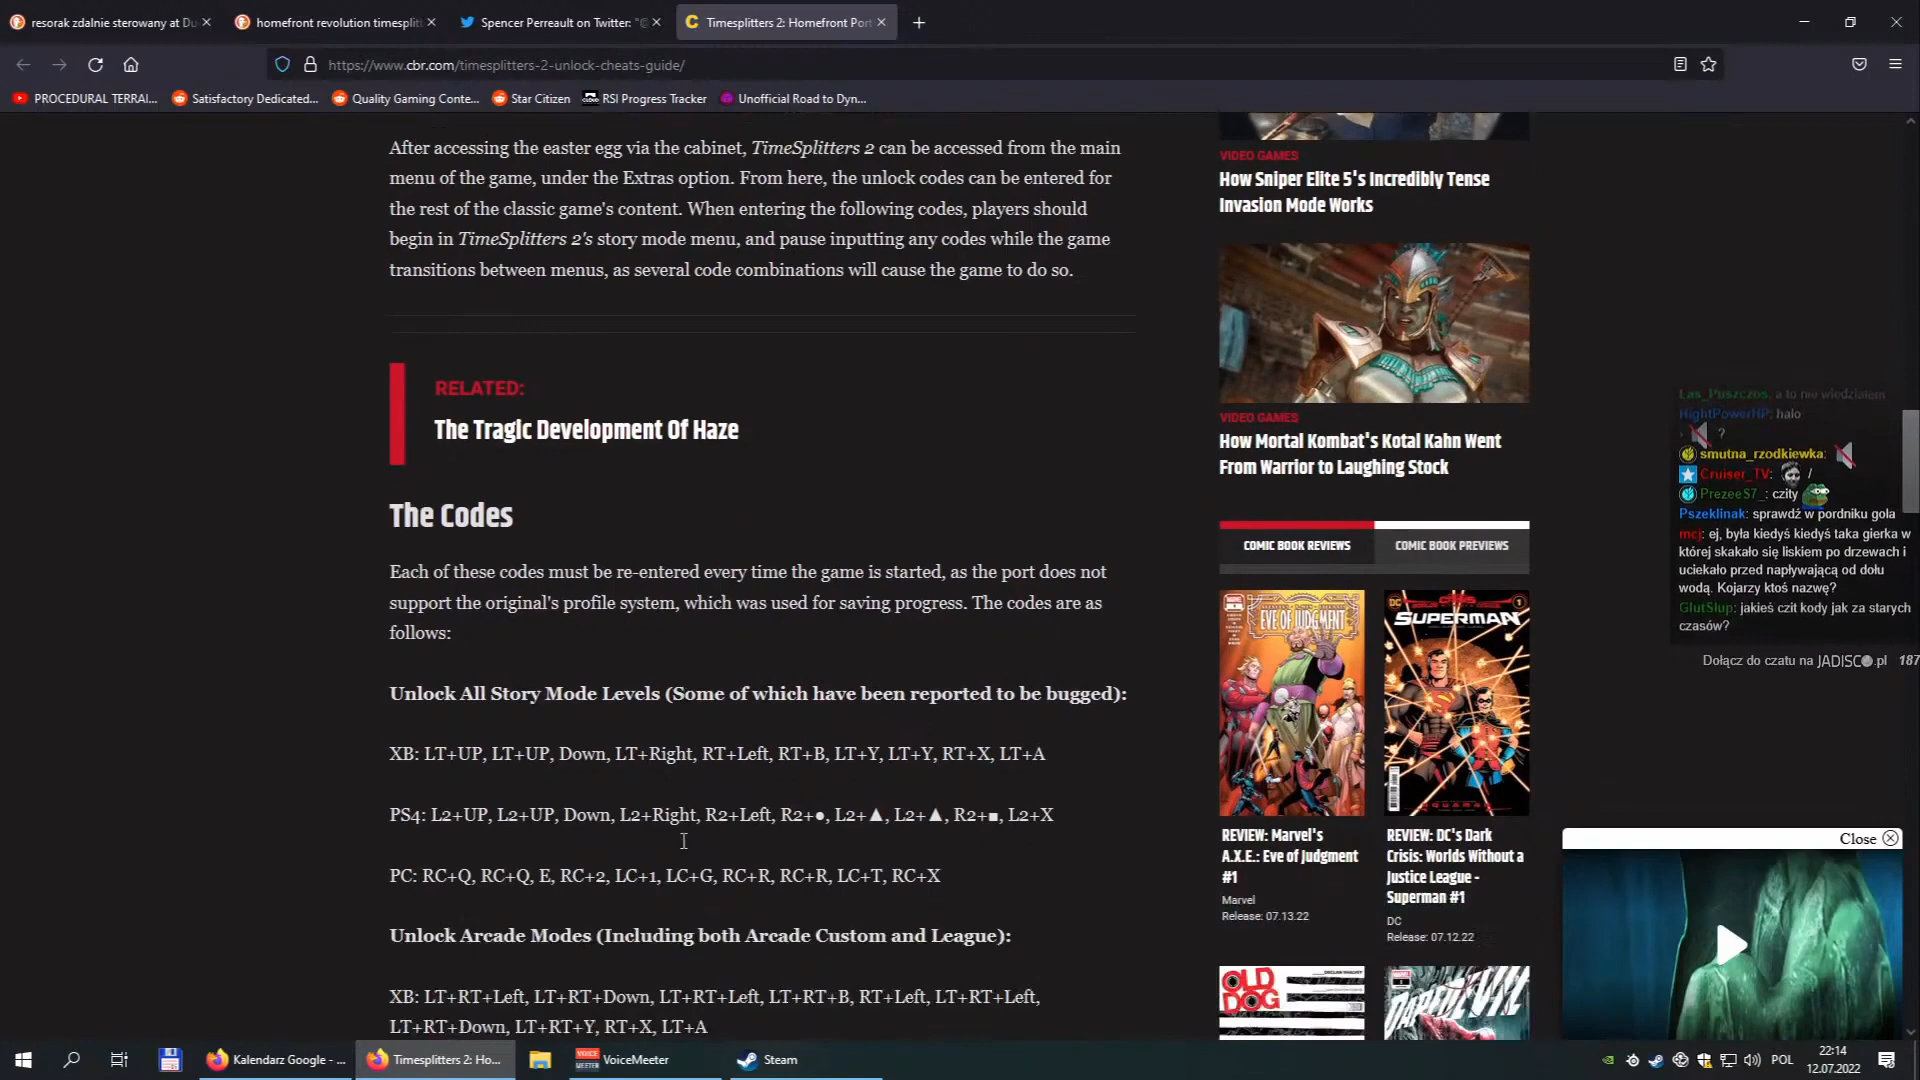 resorak zdalnie sterowany at Du
homefront revolution timesplit
Spencer Perreault on Twitter: "@
Timesplitters 2: Homefront Port
https://www.cbr.com/timesplitters-2-unlock-cheats-guide/
PROCEDURAL TERRAI...
Satisfactory Dedicated...
Quality Gaming Conte...
Star Citizen
RSI Progress Tracker
Unofficial Road to Dyn...
After accessing the easter egg via the cabinet, TimeSplitters 2 can be accessed from the main
menu of the game, under the Extras option. From here, the unlock codes can be entered for
the rest of the classic game's content. When entering the following codes, players should
begin in TimeSplitters 2's story mode menu, and pause inputting any codes while the game
transitions between menus, as several code combinations will cause the game to do so.
RELATED:
The Tragic Development Of Haze
The Codes
Each of these codes must be re-entered every time the game is started, as the port does not
support the original's profile system, which was used for saving progress. The codes are as
follows:
Unlock All Story Mode Levels (Some of which have been reported to be bugged):
XB: LT+UP, LT+UP, Down, LT+Right, RT+Left, RT+B, LT+Y, LT+Y, RT+X, LT+A
PS4: L2+UP, L2+UP, Down, L2+Right, R2+Left, R2+●, L2+▲, L2+▲, R2+■, L2+X
PC: RC+Q, RC+Q, E, RC+2, LC+1, LC+G, RC+R, RC+R, LC+T, RC+X
Unlock Arcade Modes (Including both Arcade Custom and League):
XB: LT+RT+Left, LT+RT+Down, LT+RT+Left, LT+RT+B, RT+Left, LT+RT+Left,
LT+RT+Down, LT+RT+Y, RT+X, LT+A
VIDEO GAMES
How Sniper Elite 5's Incredibly Tense
Invasion Mode Works
VIDEO GAMES
How Mortal Kombat's Kotal Kahn Went
From Warrior to Laughing Stock
COMIC BOOK REVIEWS
COMIC BOOK PREVIEWS
EVE OF JUDGMENT
SUPERMAN
REVIEW: Marvel's
A.X.E.: Eve of Judgment
#1
Marvel
Release: 07.13.22
REVIEW: DC's Dark
Crisis: Worlds Without a
Justice League -
Superman #1
DC
Release: 07.12.22
OLD
DOG
DAREDEVIL
Las_Puszczos: a to nie wiedziałem
HightPowerHP: halo
?
smutna_rzodkiewka:
Cruiser_TV: /
PrezeeS7_: czity
Pszeklinak: sprawdź w pordniku gola
mcj: ej, była kiedyś kiedyś taka gierka w
której skakało się liskiem po drzewach i
uciekało przed napływającą od dołu
wodą. Kojarzy ktoś nazwę?
GlutSlup: jakieś czit kody jak za starych
czasów?
Dołącz do czatu na JADISCO.pl 187
Close
Kalendarz Google - ...
Timesplitters 2: Ho...
VOICE
MEETER
VoiceMeeter
Steam
POL
22:14
12.07.2022